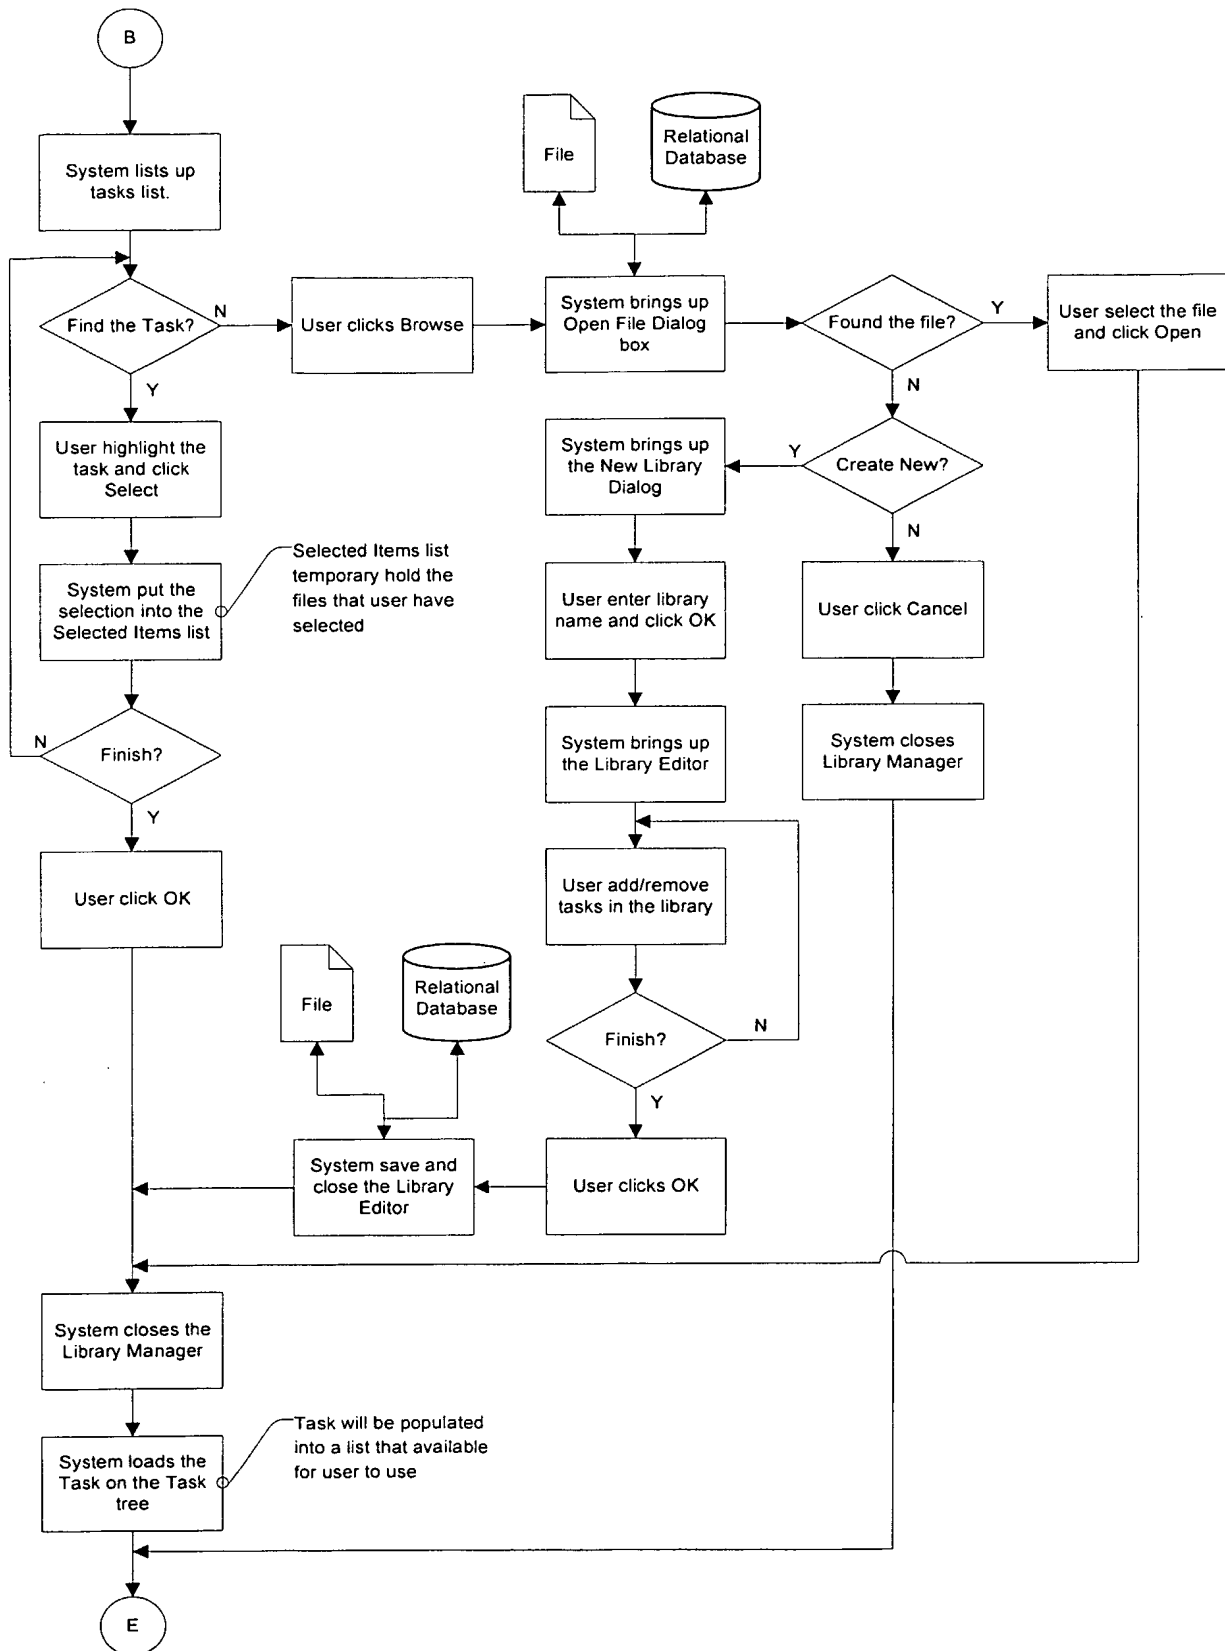 B
System lists up
tasks list.
File
Relational
Database
Find the Task?
N
Y
User clicks Browse
System brings up
Open File Dialog
box
Found the file?
Y
N
User select the file
and click Open
User highlight the
task and click
Select
System brings up
the New Library
Dialog
Y
Create New?
N
System put the
selection into the
Selected Items list
Selected Items list
temporary hold the
files that user have
selected
User enter library
name and click OK
User click Cancel
N
Finish?
Y
System brings up
the Library Editor
System closes
Library Manager
User click OK
User add/remove
tasks in the library
File
Relational
Database
Finish?
N
Y
System save and
close the Library
Editor
User clicks OK
System closes the
Library Manager
System loads the
Task on the Task
tree
Task will be populated
into a list that available
for user to use
E